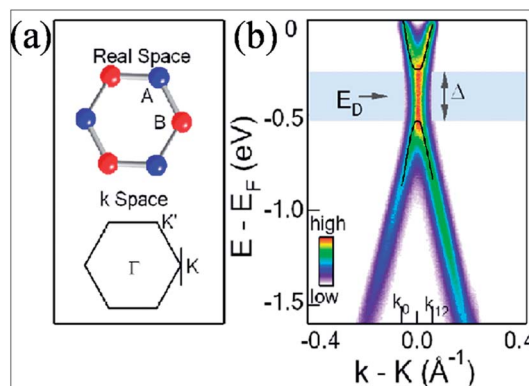 (a)
Real Space
A
B
k Space
K'
Γ
K
(b)
E - E_F (eV)
0
-0.5
-1.0
-1.5
E_D
Δ
high
low
k_0
k_12
-0.4
0.0
0.4
k - K (Å⁻¹)